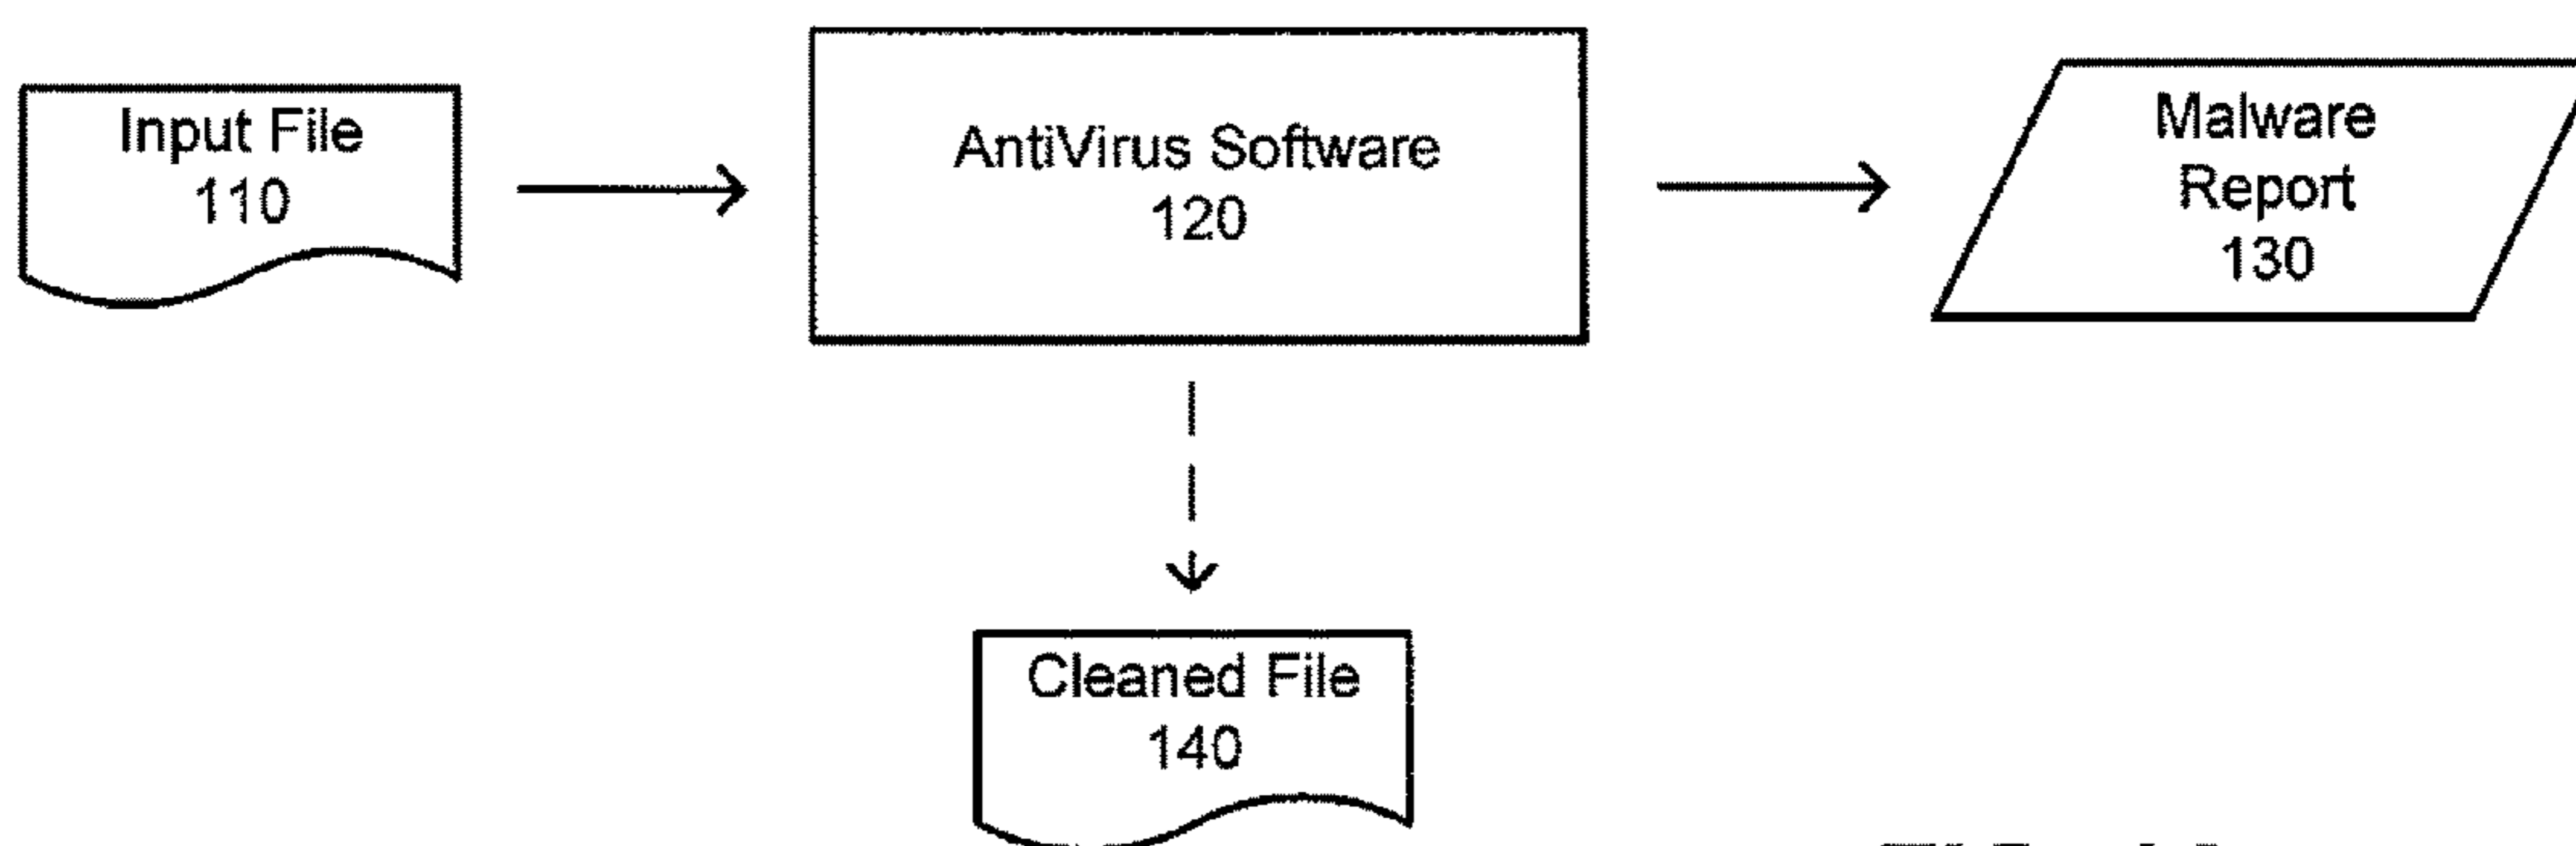 Input File
110
AntiVirus Software
120
Malware
Report
130
Cleaned File
140